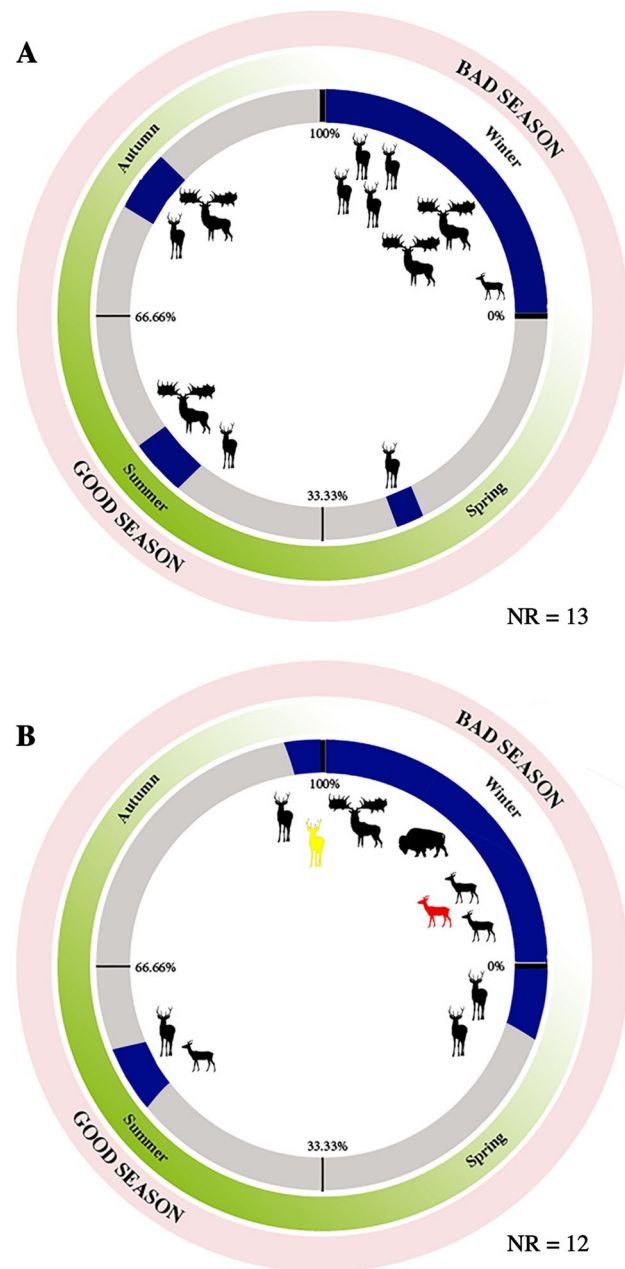 A
BAD SEASON
Autumn
Winter
100%
66.66%
0%
33.33%
Summer
Spring
GOOD SEASON
NR = 13
B
BAD SEASON
Autumn
Winter
100%
66.66%
0%
33.33%
Summer
Spring
GOOD SEASON
NR = 12